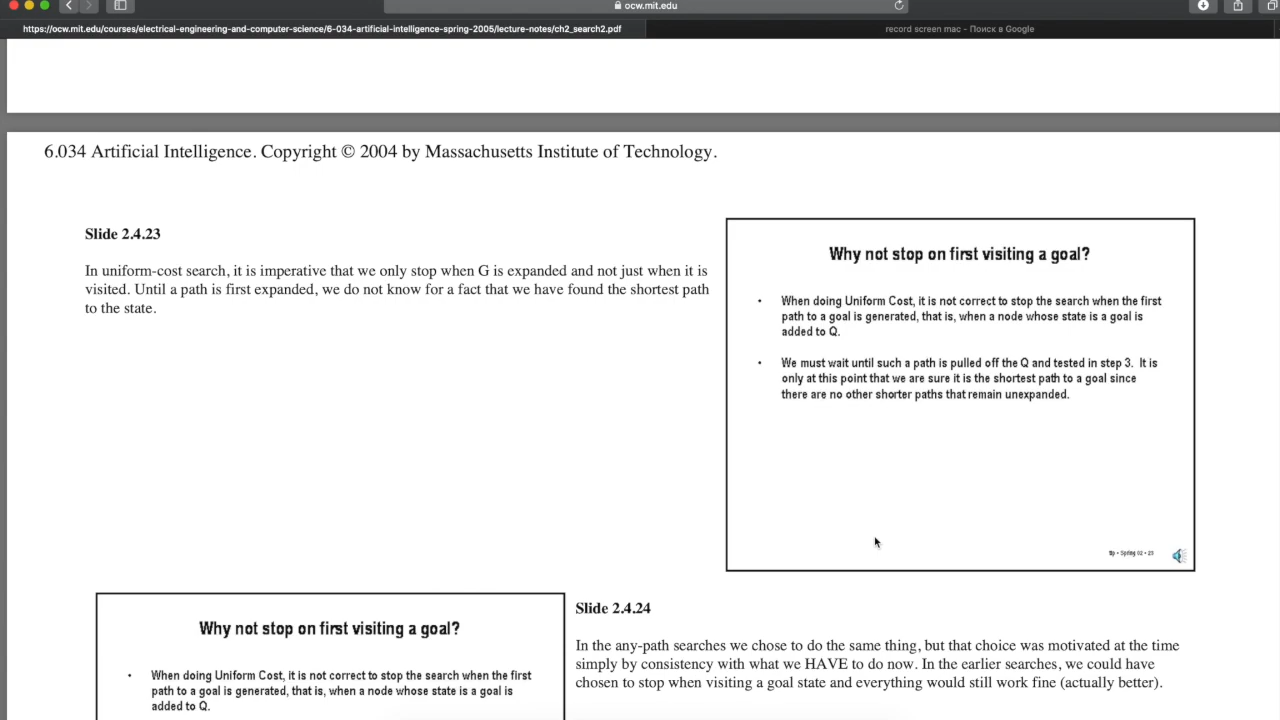 ocw.mit.edu
https://ocw.mit.edu/courses/electrical-engineering-and-computer-science/6-034-artificial-intelligence-spring-2005/lecture-notes/ch2_search2.pdf
record screen mac - Поиск в Google
6.034 Artificial Intelligence. Copyright © 2004 by Massachusetts Institute of Technology.
Slide 2.4.23
In uniform-cost search, it is imperative that we only stop when G is expanded and not just when it is
visited. Until a path is first expanded, we do not know for a fact that we have found the shortest path
to the state.
Why not stop on first visiting a goal?
• When doing Uniform Cost, it is not correct to stop the search when the first
path to a goal is generated, that is, when a node whose state is a goal is
added to Q.
• We must wait until such a path is pulled off the Q and tested in step 3. It is
only at this point that we are sure it is the shortest path to a goal since
there are no other shorter paths that remain unexpanded.
• Spring 02 • 23
Why not stop on first visiting a goal?
• When doing Uniform Cost, it is not correct to stop the search when the first
path to a goal is generated, that is, when a node whose state is a goal is
added to Q.
Slide 2.4.24
In the any-path searches we chose to do the same thing, but that choice was motivated at the time
simply by consistency with what we HAVE to do now. In the earlier searches, we could have
chosen to stop when visiting a goal state and everything would still work fine (actually better).